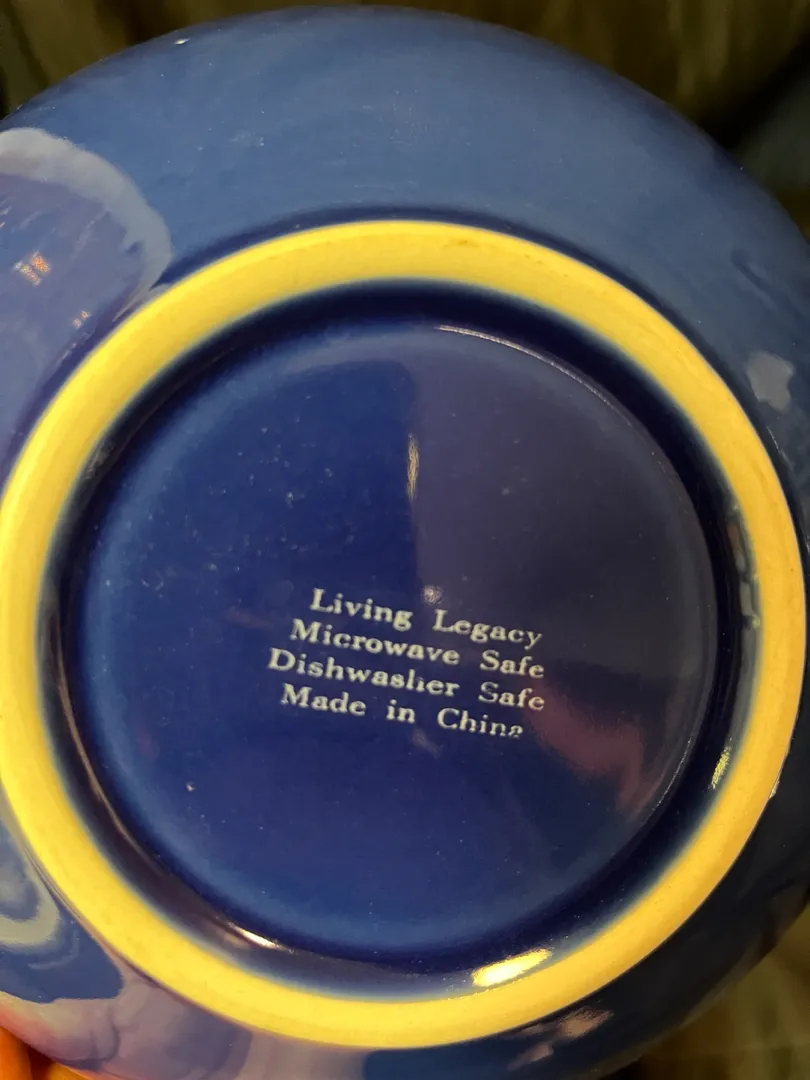 Living Legacy
Microwave Safe
Dishwasher Safe
Made in China